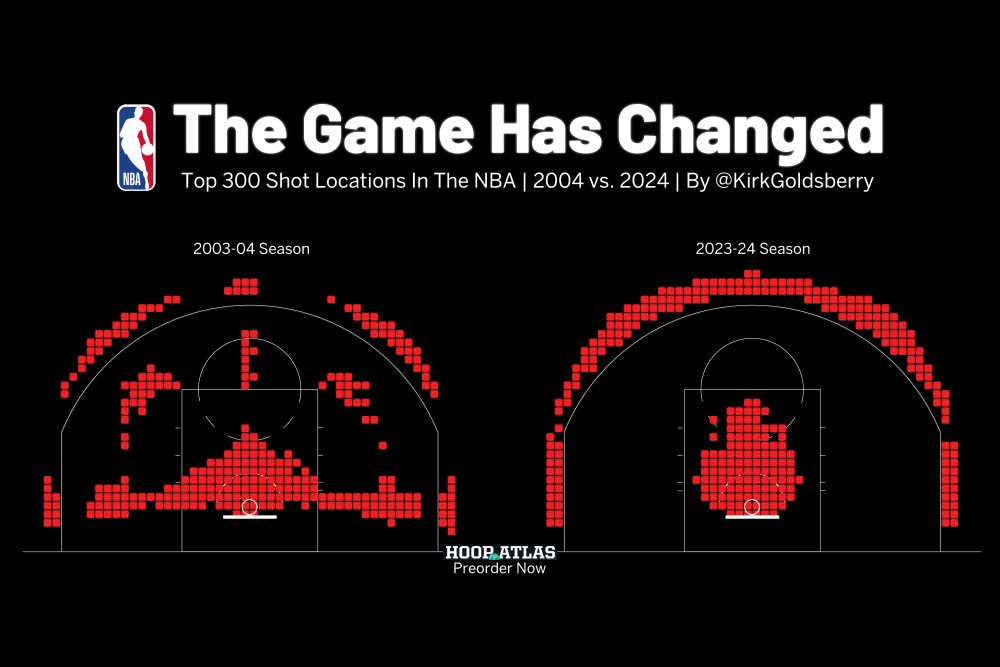 The Game Has Changed
NBA
Top 300 Shot Locations In The NBA | 2004 vs. 2024 | By @KirkGoldsberry
2003-04 Season
2023-24 Season
HOOP ATLAS
Preorder Now